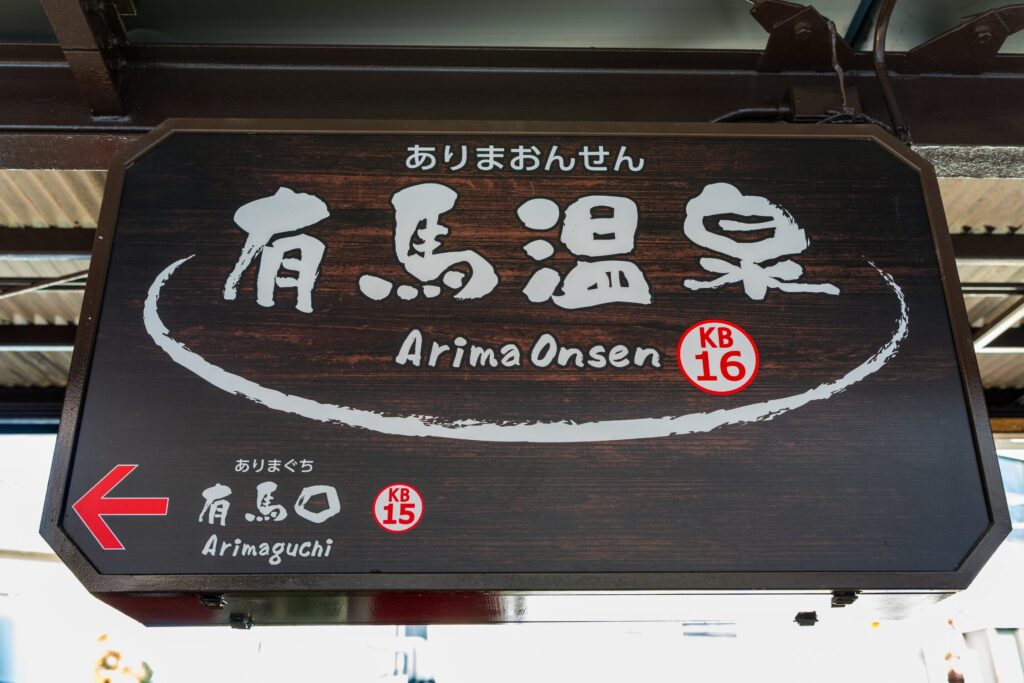 ありまおんせん
有馬温泉
Arima Onsen
KB
16
ありまぐち
有馬口
Arimaguchi
KB
15